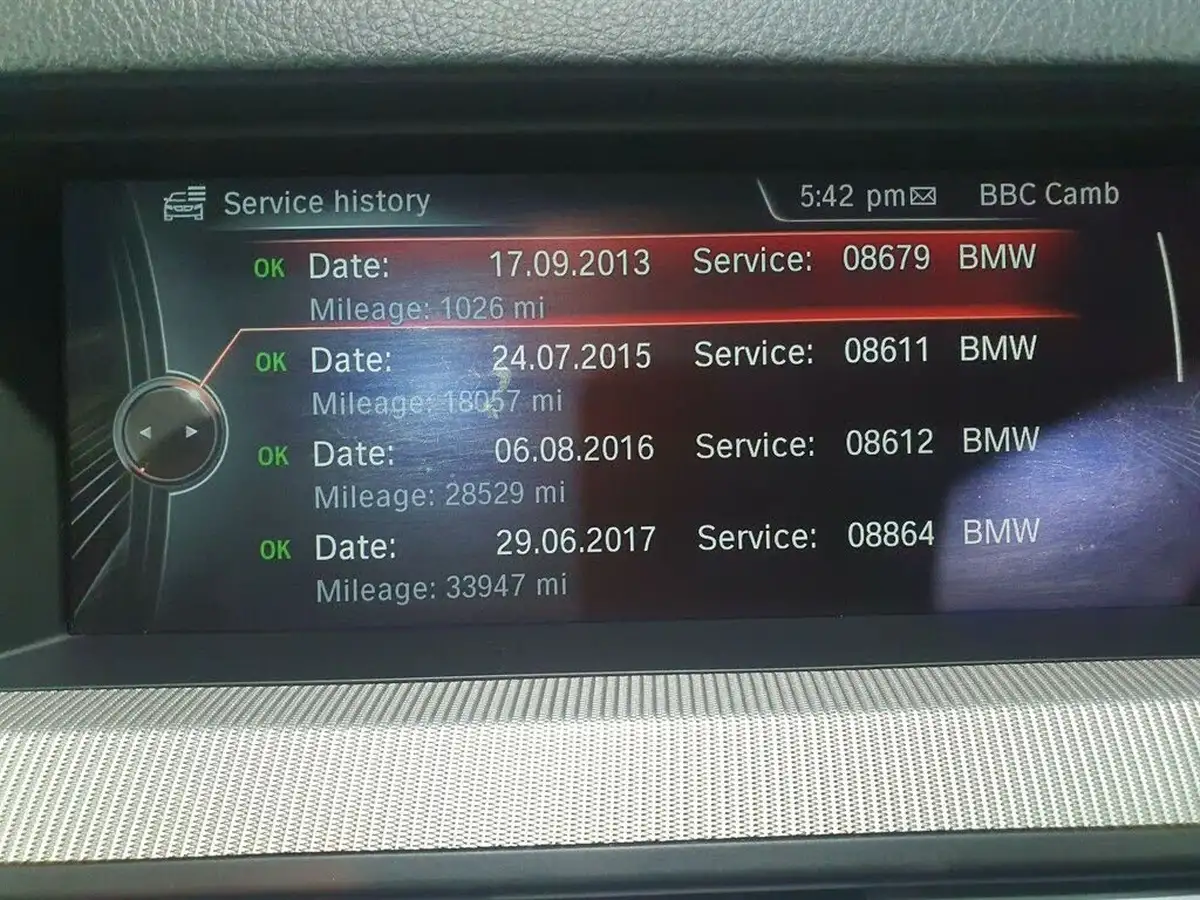 Service history 5:42 pm BBC Camb
OK Date: 17.09.2013 Service: 08679 BMW
Mileage: 1026 mi
OK Date: 24.07.2015 Service: 08611 BMW
Mileage: 18057 mi
OK Date: 06.08.2016 Service: 08612 BMW
Mileage: 28529 mi
OK Date: 29.06.2017 Service: 08864 BMW
Mileage: 33947 mi